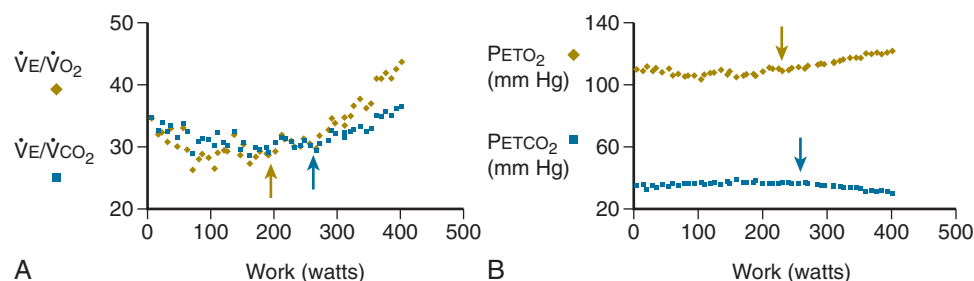 50
40
30
20
V̇E/V̇O₂
V̇E/V̇CO₂
0 100 200 300 400 500
A
Work (watts)
140
100
60
20
PETO₂
(mm Hg)
PETCO₂
(mm Hg)
0 100 200 300 400 500
B
Work (watts)